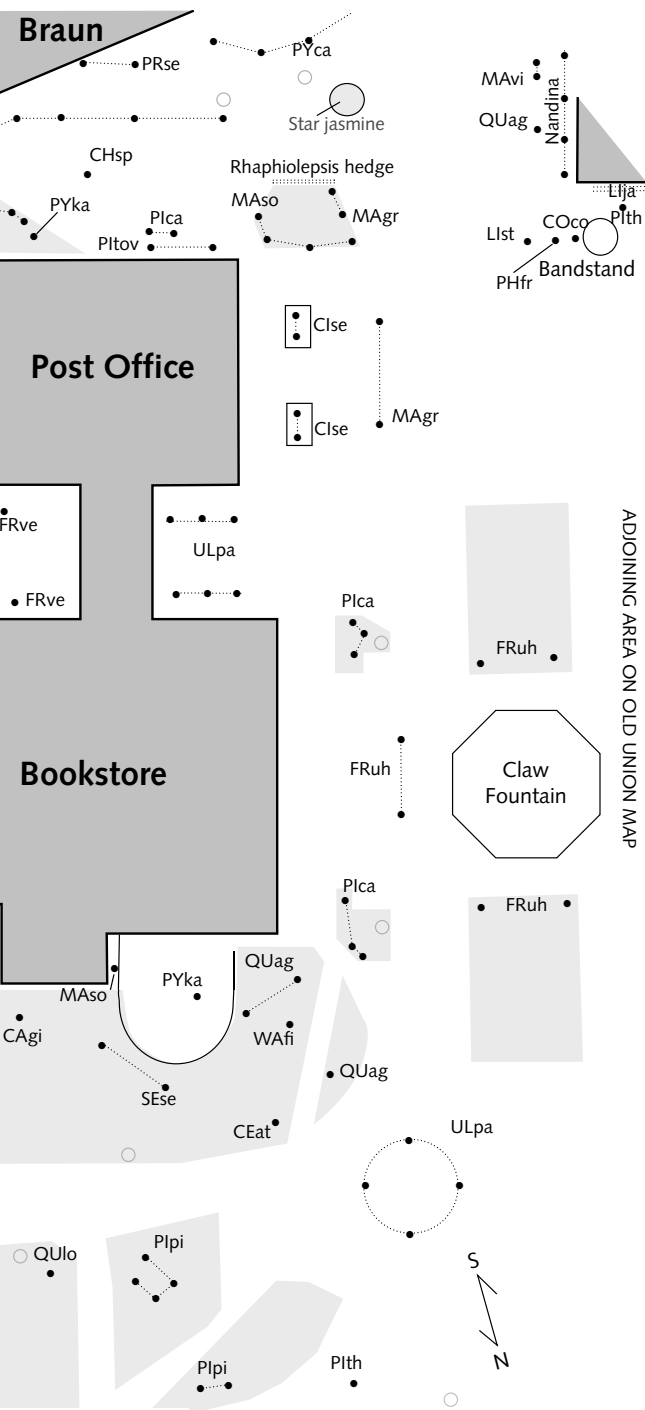 Braun
PRse
PYca
MAvi
QUag
Nandina
Star jasmine
CHsp
Rhaphiolepsis hedge
PYka
PIca
PItov
MAso
MAgr
LIja
PIth
COco
LIst
PHfr
Bandstand
Post Office
CIse
CIse
MAgr
FRve
FRve
ULpa
ADJOINING AREA ON OLD UNION MAP
PIca
FRuh
Bookstore
FRuh
Claw
Fountain
PIca
FRuh
QUag
MAso
PYka
CAgi
WAfi
SEse
QUag
CEat
ULpa
QUlo
PIpi
S
N
PIpi
PIth